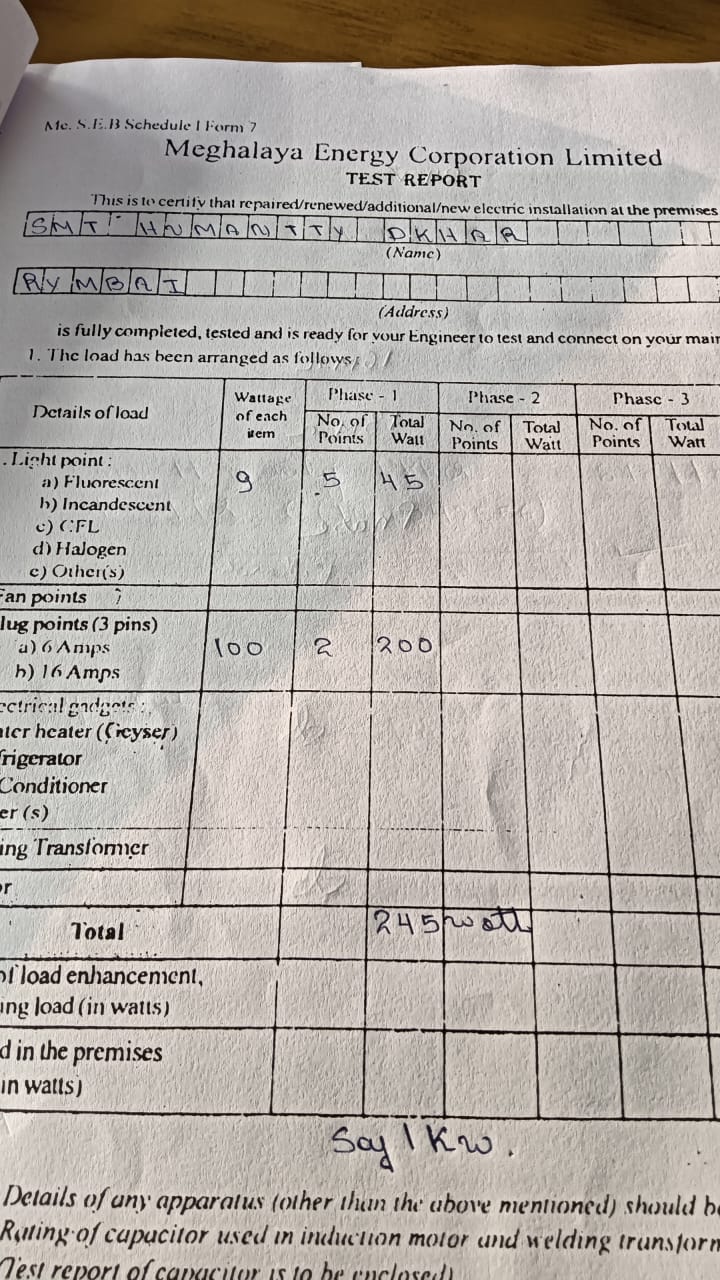 Me. S.E.B Schedule I Form 7
Meghalaya Energy Corporation Limited
TEST REPORT
This is to certify that repaired/renewed/additional/new electric installation at the premises
SMT HUMANTTY DKHAR
(Name)
RYMBAI
(Address)
is fully completed, tested and is ready for your Engineer to test and connect on your main
1. The load has been arranged as follows:
Details of load Wattage of each item Phase - 1 Phase - 2 Phase - 3
No. of Points Total Watt No. of Points Total Watt No. of Points Total Watt
. Light point :
a) Fluorescent 9 5 45
b) Incandescent
c) CFL
d) Halogen
e) Other(s)
Fan points
lug points (3 pins)
a) 6 Amps 100 2 200
b) 16 Amps
ectrical gadgets :
ater heater (Geyser)
frigerator
Conditioner
er (s)
ing Transformer
or
Total 245 watt
of load enhancement,
ing load (in watts)
d in the premises
in watts)
Say 1 Kw.
Details of any apparatus (other than the above mentioned) should be
Rating of capacitor used in induction motor and welding transform
Test report of capacitor is to be enclosed)